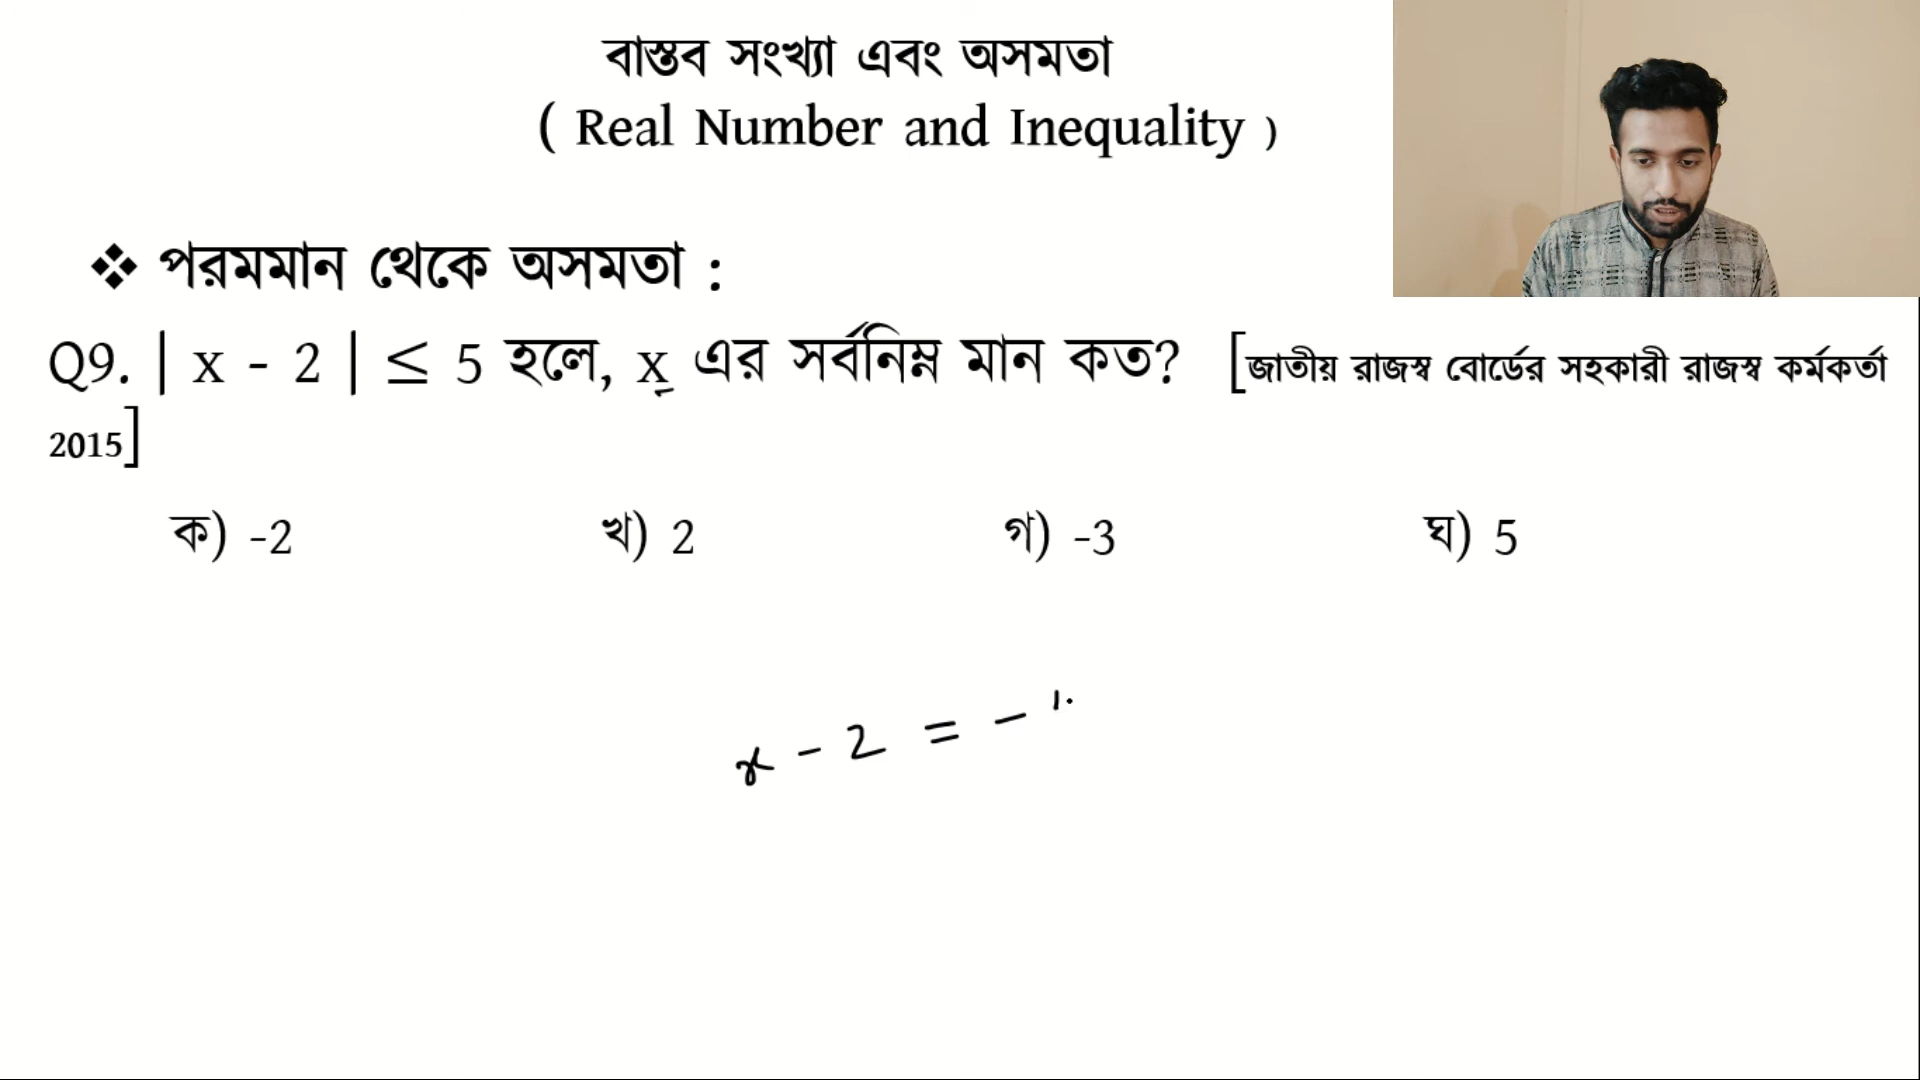 বাস্তব সংখ্যা এবং অসমতা
( Real Number and Inequality )
❖ পরমমান থেকে অসমতা :
Q9. | x - 2 | ≤ 5 হলে, x এর সর্বনিম্ন মান কত? [জাতীয় রাজস্ব বোর্ডের সহকারী রাজস্ব কর্মকর্তা
2015]
ক) -2 খ) 2 গ) -3 ঘ) 5
x - 2 = -